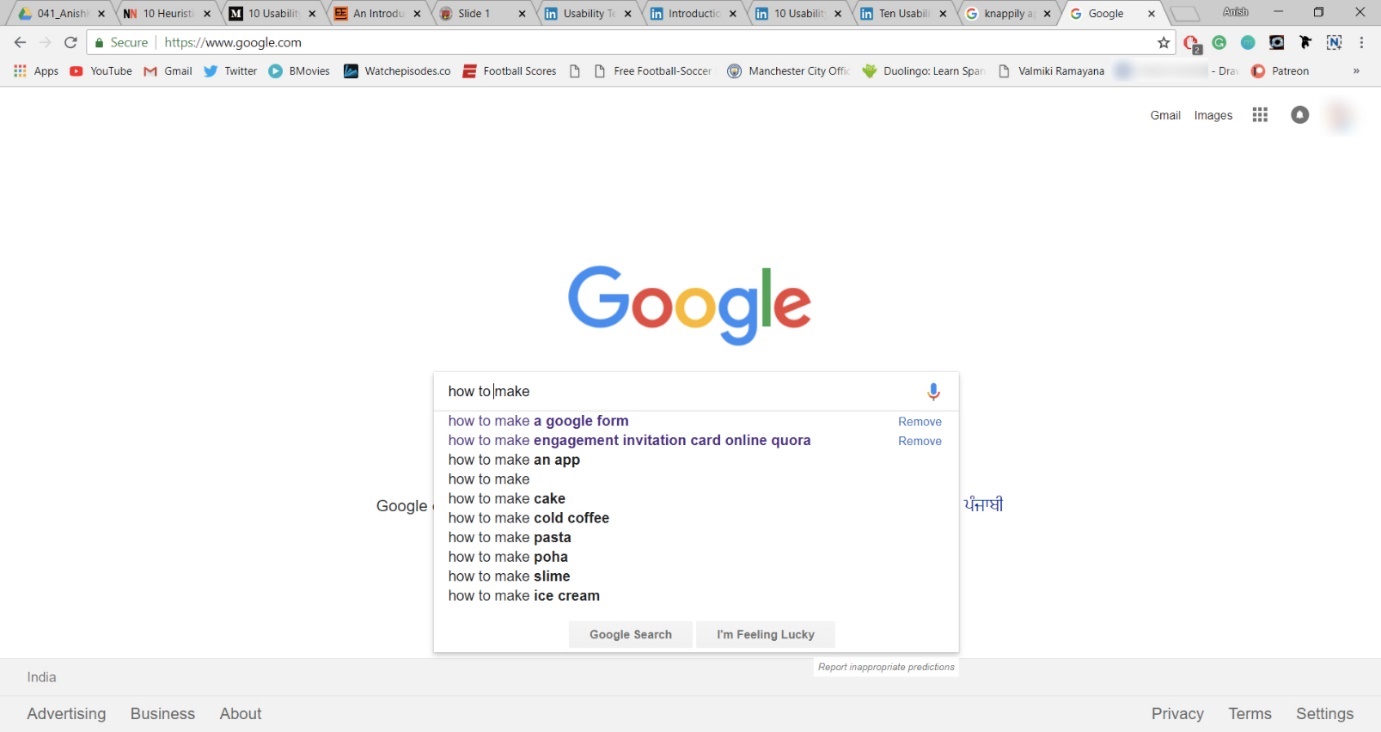 041_Anish
10 Heuristi
10 Usability
An Introdu
Slide 1
Usability Te
Introductio
10 Usability
Ten Usabili
knappily a
Google
Anish
Secure
https://www.google.com
2
Apps
YouTube
Gmail
Twitter
BMovies
Watchepisodes.co
Football Scores
Free Football-Soccer
Manchester City Offic
Duolingo: Learn Span
Valmiki Ramayana
- Dra
Patreon
»
Gmail Images
Google
how to make
how to make a google form Remove
how to make engagement invitation card online quora Remove
how to make an app
how to make
how to make cake
how to make cold coffee
how to make pasta
how to make poha
how to make slime
how to make ice cream
Google
ਪੰਜਾਬੀ
Google Search I'm Feeling Lucky
Report inappropriate predictions
India
Advertising Business About Privacy Terms Settings